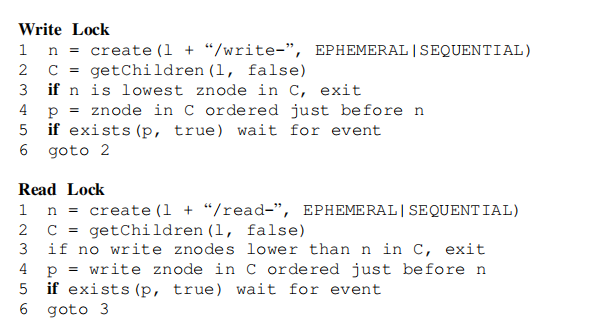 Write Lock
1 n = create(l + “/write-”, EPHEMERAL|SEQUENTIAL)
2 C = getChildren(l, false)
3 if n is lowest znode in C, exit
4 p = znode in C ordered just before n
5 if exists(p, true) wait for event
6 goto 2
Read Lock
1 n = create(l + “/read-”, EPHEMERAL|SEQUENTIAL)
2 C = getChildren(l, false)
3 if no write znodes lower than n in C, exit
4 p = write znode in C ordered just before n
5 if exists(p, true) wait for event
6 goto 3